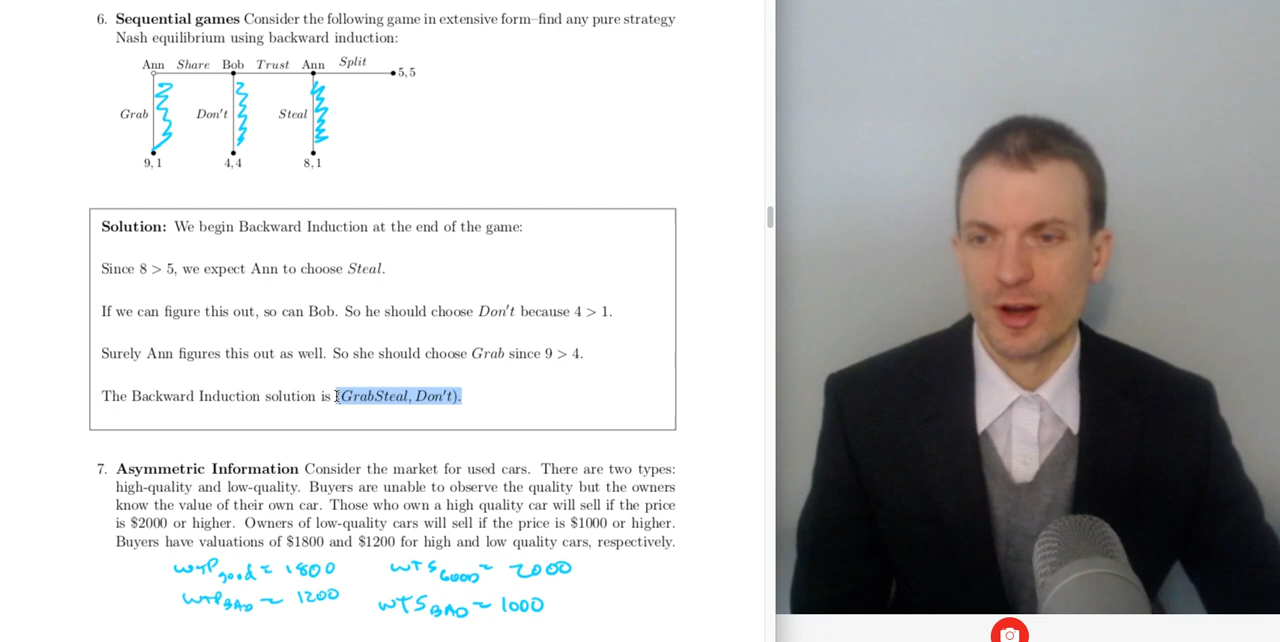 6. Sequential games Consider the following game in extensive form–find any pure strategy
Nash equilibrium using backward induction:
Ann Share Bob Trust Ann Split
5, 5
Grab Don't Steal
9, 1 4, 4 8, 1
Solution: We begin Backward Induction at the end of the game:
Since 8 > 5, we expect Ann to choose Steal.
If we can figure this out, so can Bob. So he should choose Don't because 4 > 1.
Surely Ann figures this out as well. So she should choose Grab since 9 > 4.
The Backward Induction solution is (GrabSteal, Don't).
7. Asymmetric Information Consider the market for used cars. There are two types:
high-quality and low-quality. Buyers are unable to observe the quality but the owners
know the value of their own car. Those who own a high quality car will sell if the price
is $2000 or higher. Owners of low-quality cars will sell if the price is $1000 or higher.
Buyers have valuations of $1800 and $1200 for high and low quality cars, respectively.
WTP good = 1800 WTS GOOD = 2000
WTP BAD = 1200 WTS BAD = 1000